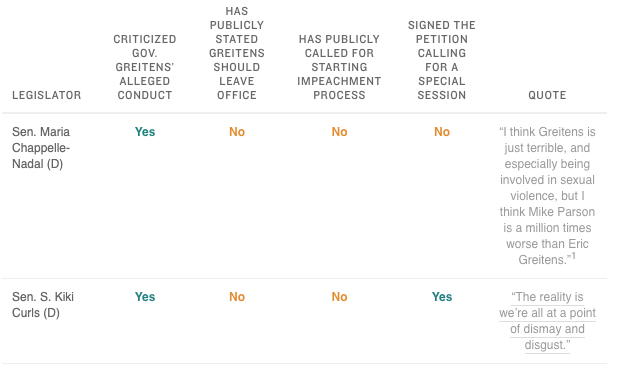 LEGISLATOR
CRITICIZED
GOV.
GREITENS'
ALLEGED
CONDUCT
HAS
PUBLICLY
STATED
GREITENS
SHOULD
LEAVE
OFFICE
HAS PUBLICLY
CALLED FOR
STARTING
IMPEACHMENT
PROCESS
SIGNED THE
PETITION
CALLING
FOR A
SPECIAL
SESSION
QUOTE
Sen. Maria
Chappelle-
Nadal (D)
Yes
No
No
No
“I think Greitens is
just terrible, and
especially being
involved in sexual
violence, but I
think Mike Parson
is a million times
worse than Eric
Greitens.”1
Sen. S. Kiki
Curls (D)
Yes
No
No
Yes
“The reality is
we’re all at a point
of dismay and
disgust.”